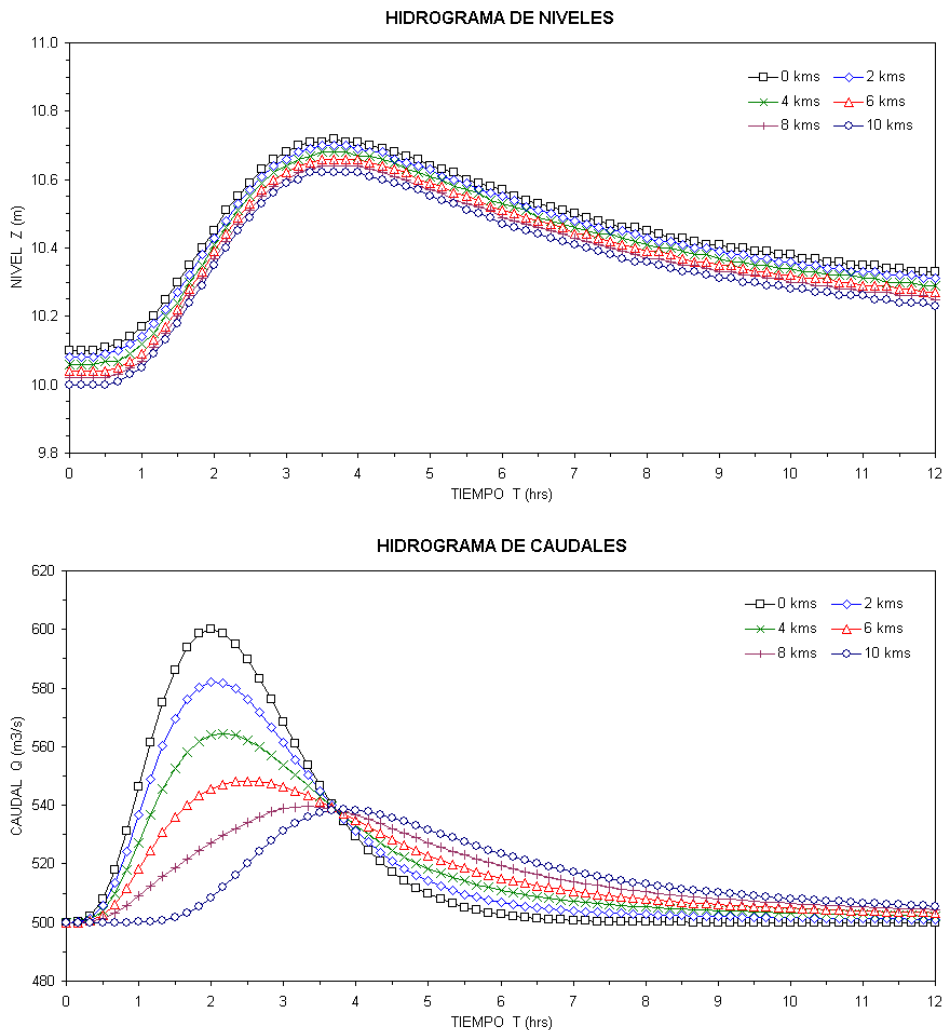 HIDROGRAMA DE NIVELES
11.0
10.8
10.6
10.4
10.2
10.0
9.8
NIVEL Z (m)
0 kms 2 kms
4 kms 6 kms
8 kms 10 kms
0 1 2 3 4 5 6 7 8 9 10 11 12
TIEMPO T (hrs)
HIDROGRAMA DE CAUDALES
620
600
580
560
540
520
500
480
CAUDAL Q (m3/s)
0 kms 2 kms
4 kms 6 kms
8 kms 10 kms
0 1 2 3 4 5 6 7 8 9 10 11 12
TIEMPO T (hrs)